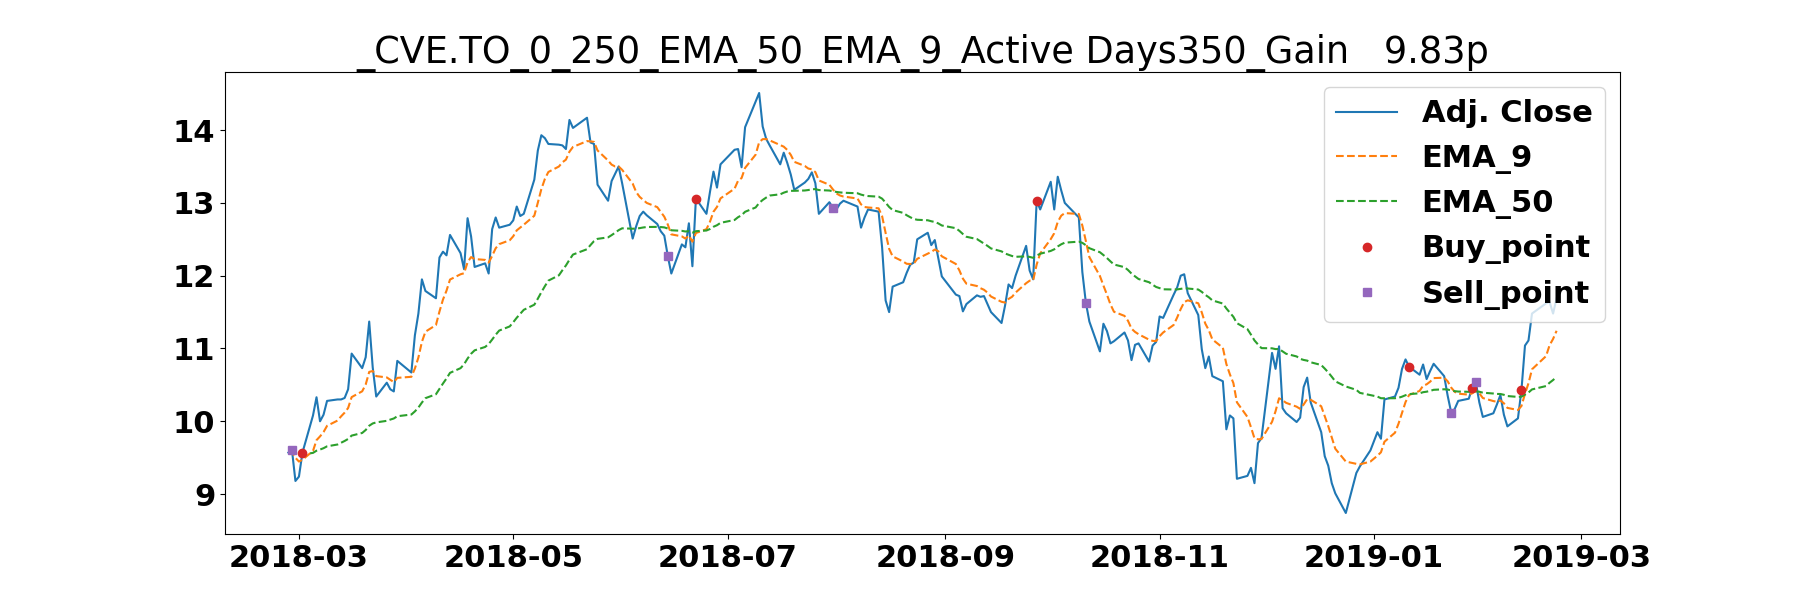 _CVE.TO_0_250_EMA_50_EMA_9_Active Days350_Gain   9.83p
Adj. Close
EMA_9
EMA_50
Buy_point
Sell_point
14
13
12
11
10
9
2018-03 2018-05 2018-07 2018-09 2018-11 2019-01 2019-03